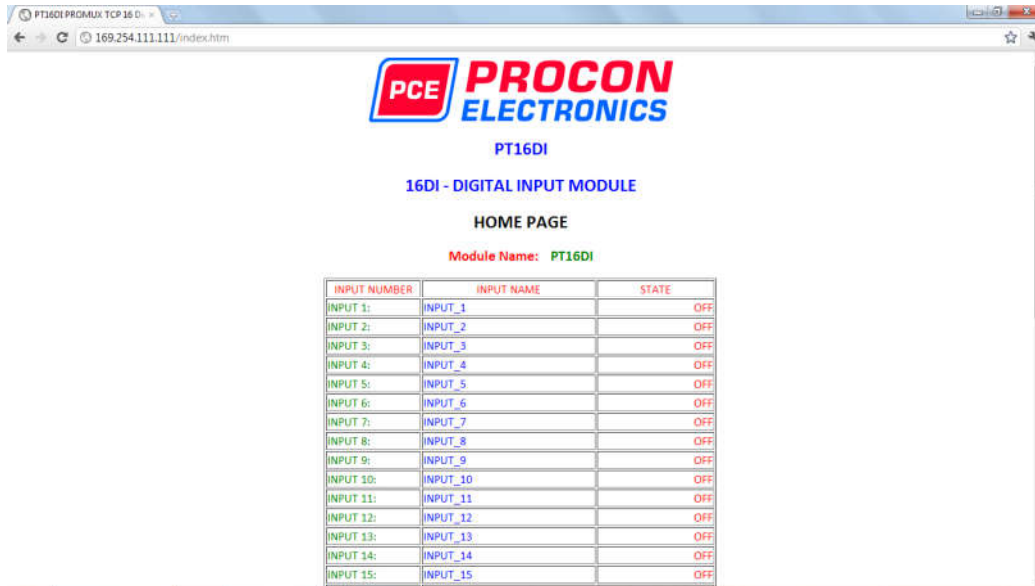 PT16DI PROMUX TCP 16 D
169.254.111.111/index.htm
PCE PROCON
ELECTRONICS
PT16DI
16DI - DIGITAL INPUT MODULE
HOME PAGE
Module Name: PT16DI
INPUT NUMBER INPUT NAME STATE
INPUT 1: INPUT_1 OFF
INPUT 2: INPUT_2 OFF
INPUT 3: INPUT_3 OFF
INPUT 4: INPUT_4 OFF
INPUT 5: INPUT_5 OFF
INPUT 6: INPUT_6 OFF
INPUT 7: INPUT_7 OFF
INPUT 8: INPUT_8 OFF
INPUT 9: INPUT_9 OFF
INPUT 10: INPUT_10 OFF
INPUT 11: INPUT_11 OFF
INPUT 12: INPUT_12 OFF
INPUT 13: INPUT_13 OFF
INPUT 14: INPUT_14 OFF
INPUT 15: INPUT_15 OFF